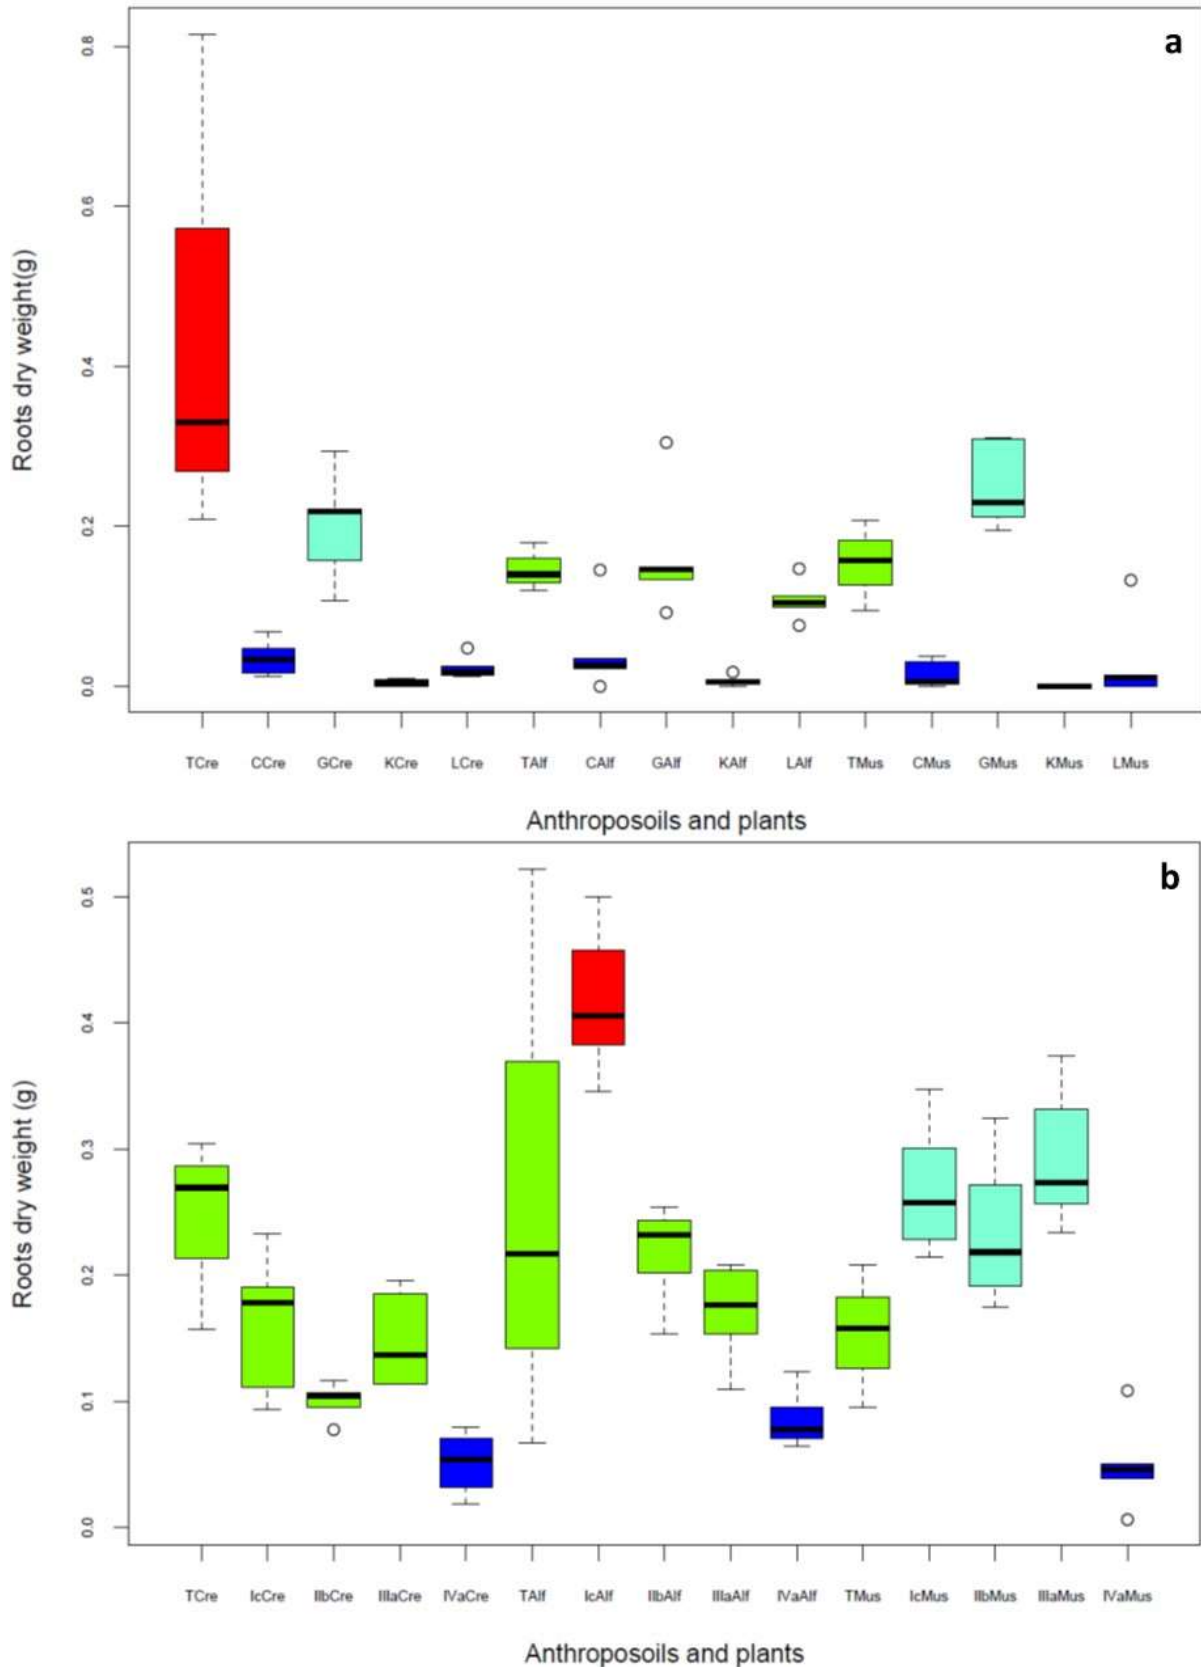 a
Roots dry weight(g)
0.8
0.6
0.4
0.2
0.0
TCre CCre GCre KCre LCre TAlf CAlf GAlf KAlf LAlf TMus CMus GMus KMus LMus
Anthroposoils and plants
b
Roots dry weight (g)
0.5
0.4
0.3
0.2
0.1
0.0
TCre IcCre IIbCre IIIaCre IVaCre TAlf IcAlf IIbAlf IIIaAlf IVaAlf TMus IcMus IIbMus IIIaMus IVaMus
Anthroposoils and plants